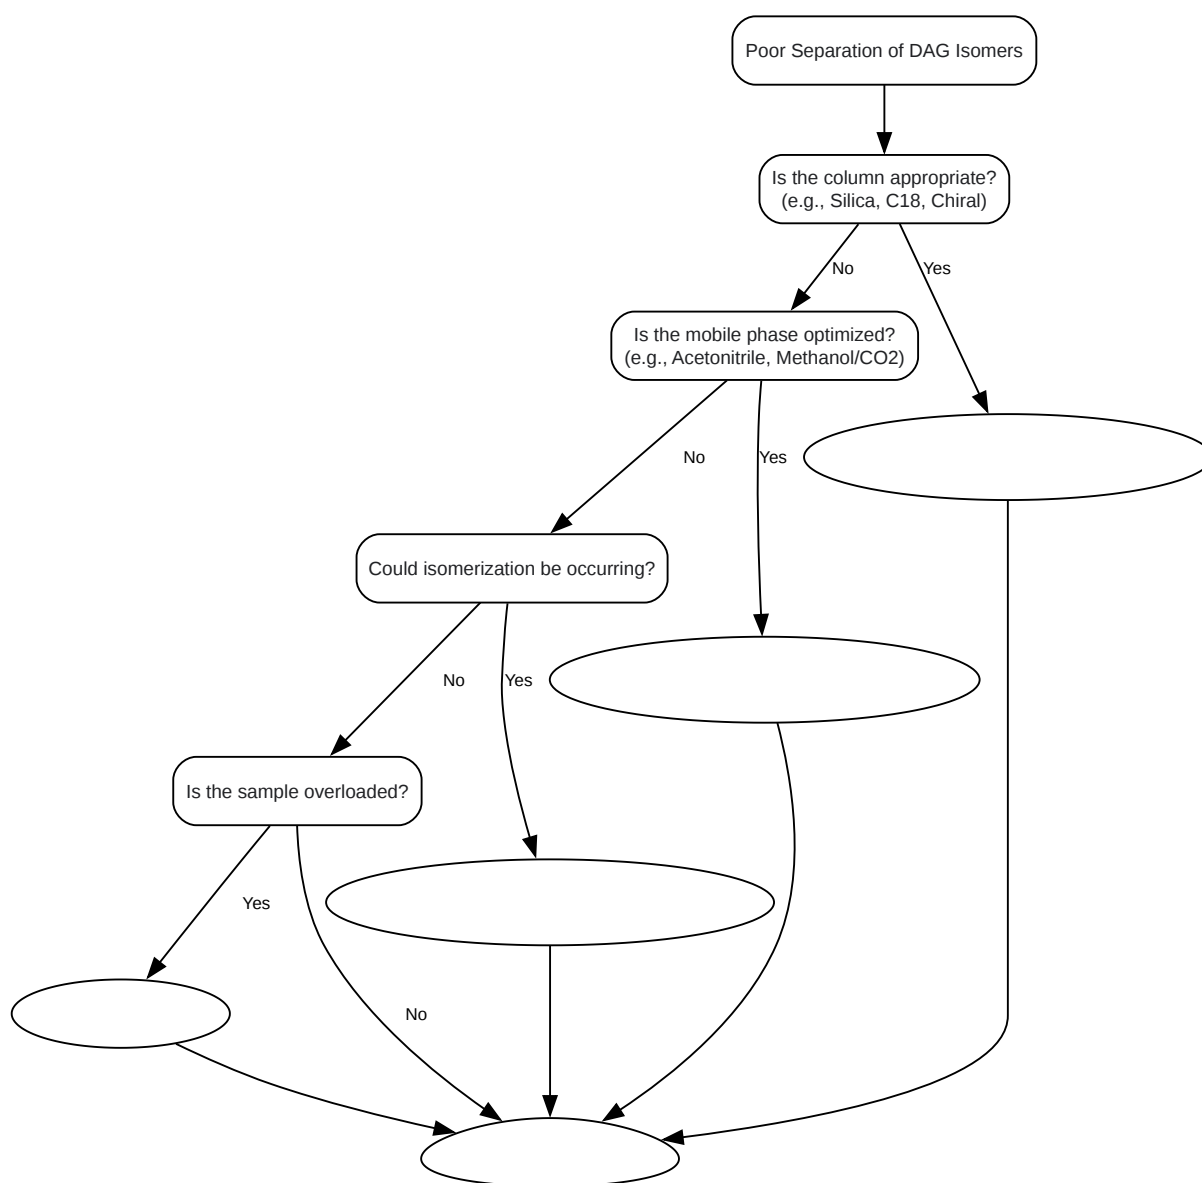 Poor Separation of DAG Isomers
Is the column appropriate?
(e.g., Silica, C18, Chiral)
No
Yes
Is the mobile phase optimized?
(e.g., Acetonitrile, Methanol/CO2)
No
Yes
Could isomerization be occurring?
No
Yes
Is the sample overloaded?
Yes
No